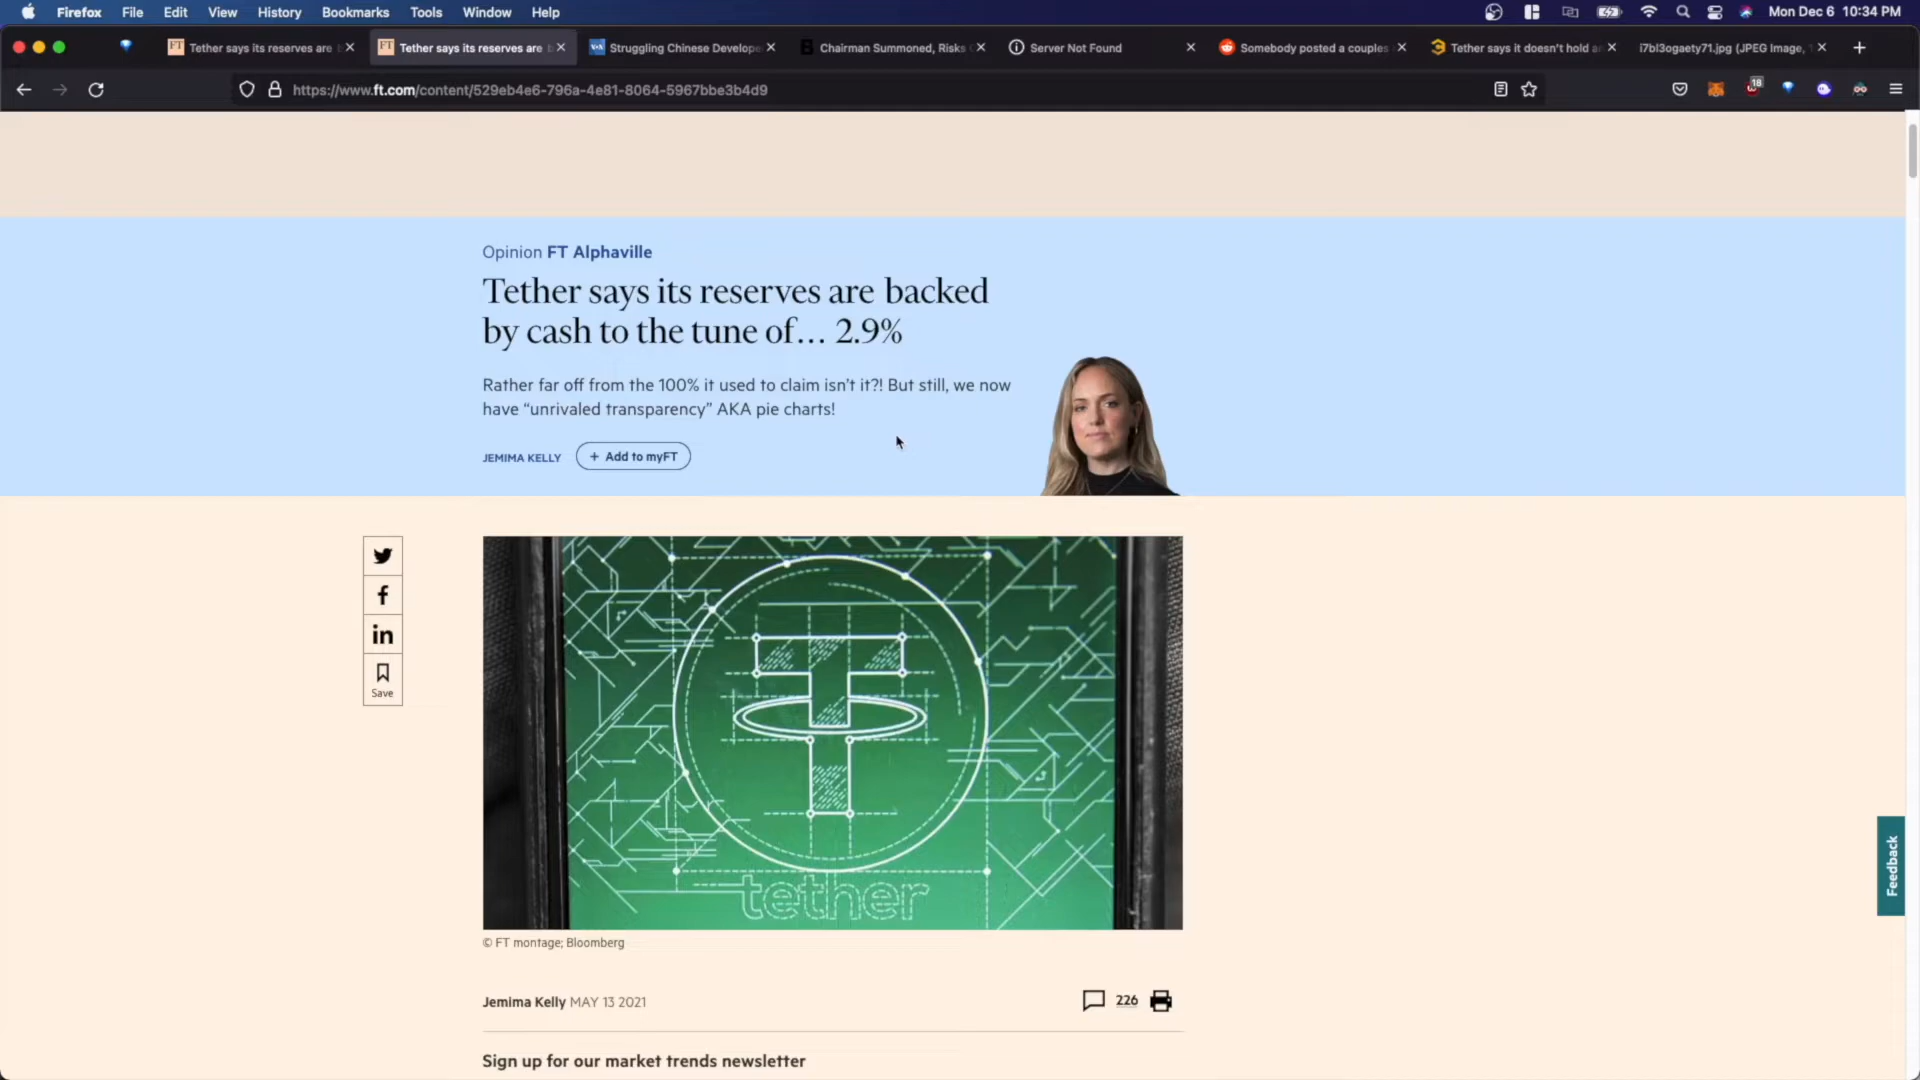 Firefox File Edit View History Bookmarks Tools Window Help
Mon Dec 6 10:34 PM
FT Tether says its reserves are
FT Tether says its reserves are
Struggling Chinese Develope
Chairman Summoned, Risks
Server Not Found
Somebody posted a couples
Tether says it doesn't hold
i7bl3ogaety71.jpg (JPEG Image,
https://www.ft.com/content/529eb4e6-796a-4e81-8064-5967bbe3b4d9
18
Opinion FT Alphaville
Tether says its reserves are backed
by cash to the tune of... 2.9%
Rather far off from the 100% it used to claim isn't it?! But still, we now
have “unrivaled transparency” AKA pie charts!
JEMIMA KELLY
+ Add to myFT
Save
tether
Feedback
© FT montage; Bloomberg
Jemima Kelly MAY 13 2021
226
Sign up for our market trends newsletter